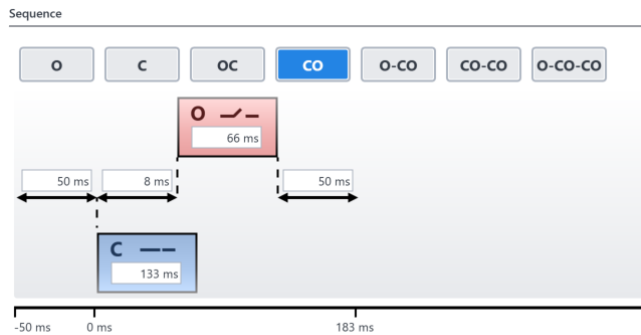 Sequence
O C OC CO O-CO CO-CO O-CO-CO
O
66 ms
50 ms 8 ms 50 ms
C
133 ms
-50 ms 0 ms 183 ms